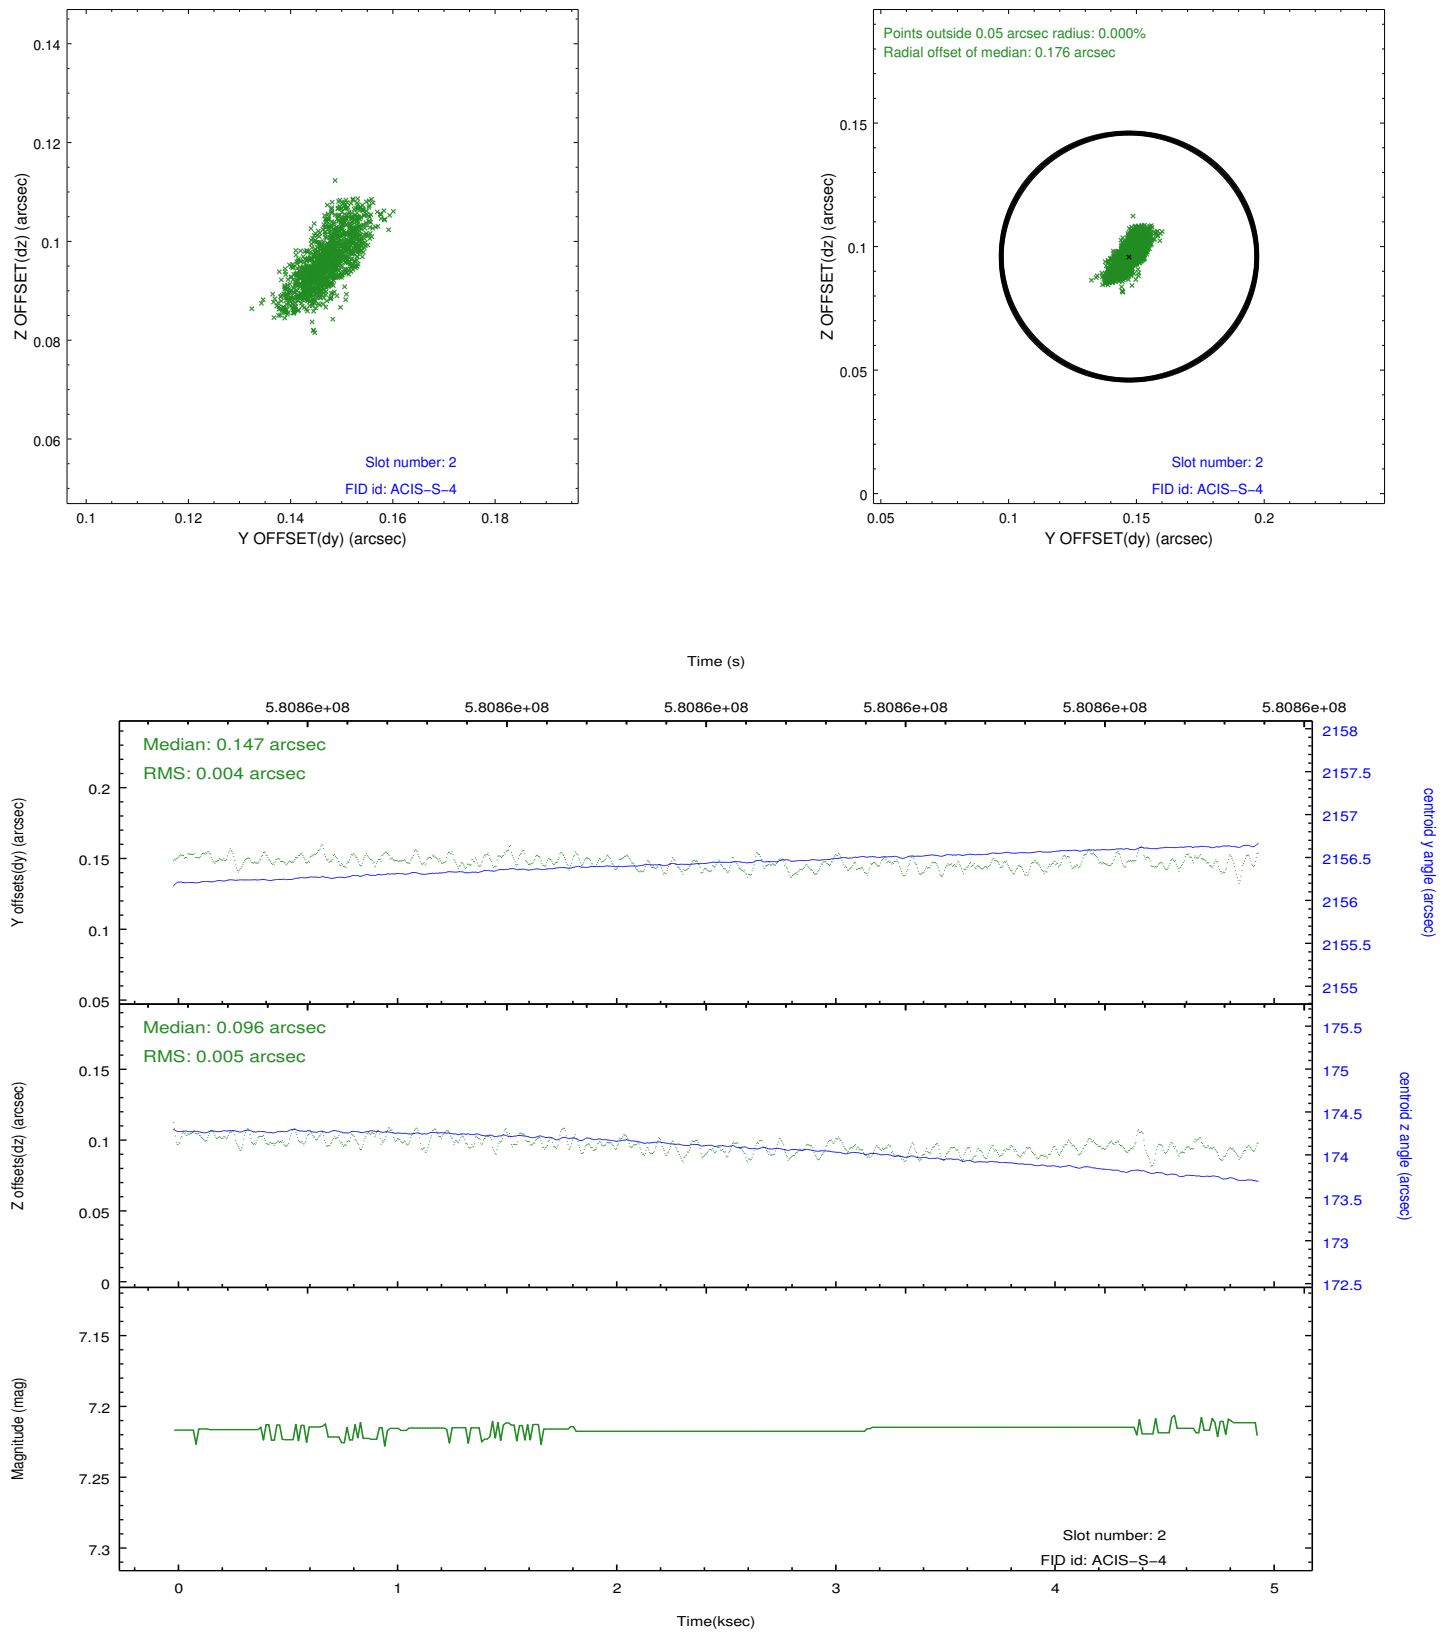 0.14
0.12
0.1
0.08
0.06
Z OFFSET(dz) (arcsec)
Slot number: 2
FID id: ACIS−S−4
0.1 0.12 0.14 0.16 0.18
Y OFFSET(dy) (arcsec)
Points outside 0.05 arcsec radius: 0.000%
Radial offset of median: 0.176 arcsec
0.15
0.1
0.05
0
Z OFFSET(dz) (arcsec)
Slot number: 2
FID id: ACIS−S−4
0.05 0.1 0.15 0.2
Y OFFSET(dy) (arcsec)
Time (s)
5.8086e+08 5.8086e+08 5.8086e+08 5.8086e+08 5.8086e+08 5.8086e+08
Median: 0.147 arcsec
RMS: 0.004 arcsec
0.2
0.15
0.1
0.05
Y offsets(dy) (arcsec)
2158
2157.5
2157
2156.5
2156
2155.5
2155
centroid y angle (arcsec)
Median: 0.096 arcsec
RMS: 0.005 arcsec
0.15
0.1
0.05
0
Z offsets(dz) (arcsec)
175.5
175
174.5
174
173.5
173
172.5
centroid z angle (arcsec)
7.15
7.2
7.25
7.3
Magnitude (mag)
Slot number: 2
FID id: ACIS−S−4
0 1 2 3 4 5
Time(ksec)